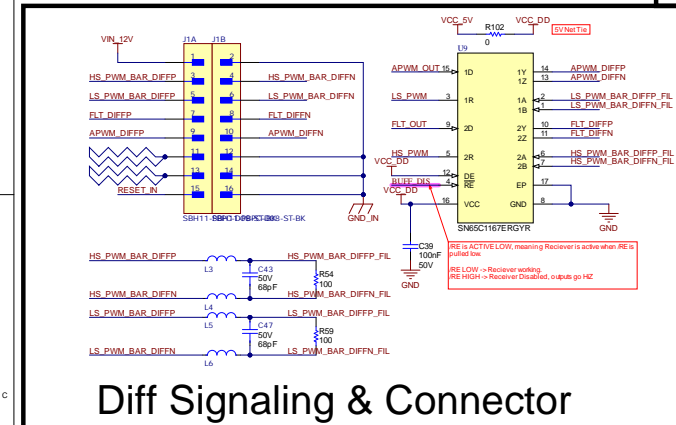 VCC_5V
R102
VCC_DD
0
5V Net Tie
VIN_12V
J1A
J1B
U9
1
2
HS_PWM_BAR_DIFFP
3
4
HS_PWM_BAR_DIFFN
LS_PWM_BAR_DIFFP
5
6
LS_PWM_BAR_DIFFN
FLT_DIFFP
7
8
FLT_DIFFN
APWM_DIFFP
9
10
APWM_DIFFN
11
12
13
14
RESET_IN
15
16
GND_IN
APWM_OUT
15
1D
1Y
14
APWM_DIFFP
1Z
13
APWM_DIFFN
LS_PWM
3
1R
1A
2
LS_PWM_BAR_DIFFP_FIL
1B
1
LS_PWM_BAR_DIFFN_FIL
FLT_OUT
9
2D
2Y
10
FLT_DIFFP
2Z
11
FLT_DIFFN
HS_PWM
5
2R
2A
6
HS_PWM_BAR_DIFFP_FIL
2B
7
HS_PWM_BAR_DIFFN_FIL
VCC_DD
12
DE
BUFF_DIS
4
RE
EP
17
VCC_DD
16
VCC
GND
8
SN65C1167ERGYR
GND
C39
100nF
50V
GND
/RE is ACTIVE LOW, meaning Reciever is active when /RE is
pulled low.
/RE LOW -> Reciever working.
/RE HIGH -> Receiver Disabled, outputs go HiZ
HS_PWM_BAR_DIFFP
L3
HS_PWM_BAR_DIFFP_FIL
C43
50V
68pF
R54
100
HS_PWM_BAR_DIFFN
L4
HS_PWM_BAR_DIFFN_FIL
LS_PWM_BAR_DIFFP
L5
LS_PWM_BAR_DIFFP_FIL
C47
50V
68pF
R59
100
LS_PWM_BAR_DIFFN
L6
LS_PWM_BAR_DIFFN_FIL
C
Diff Signaling & Connector